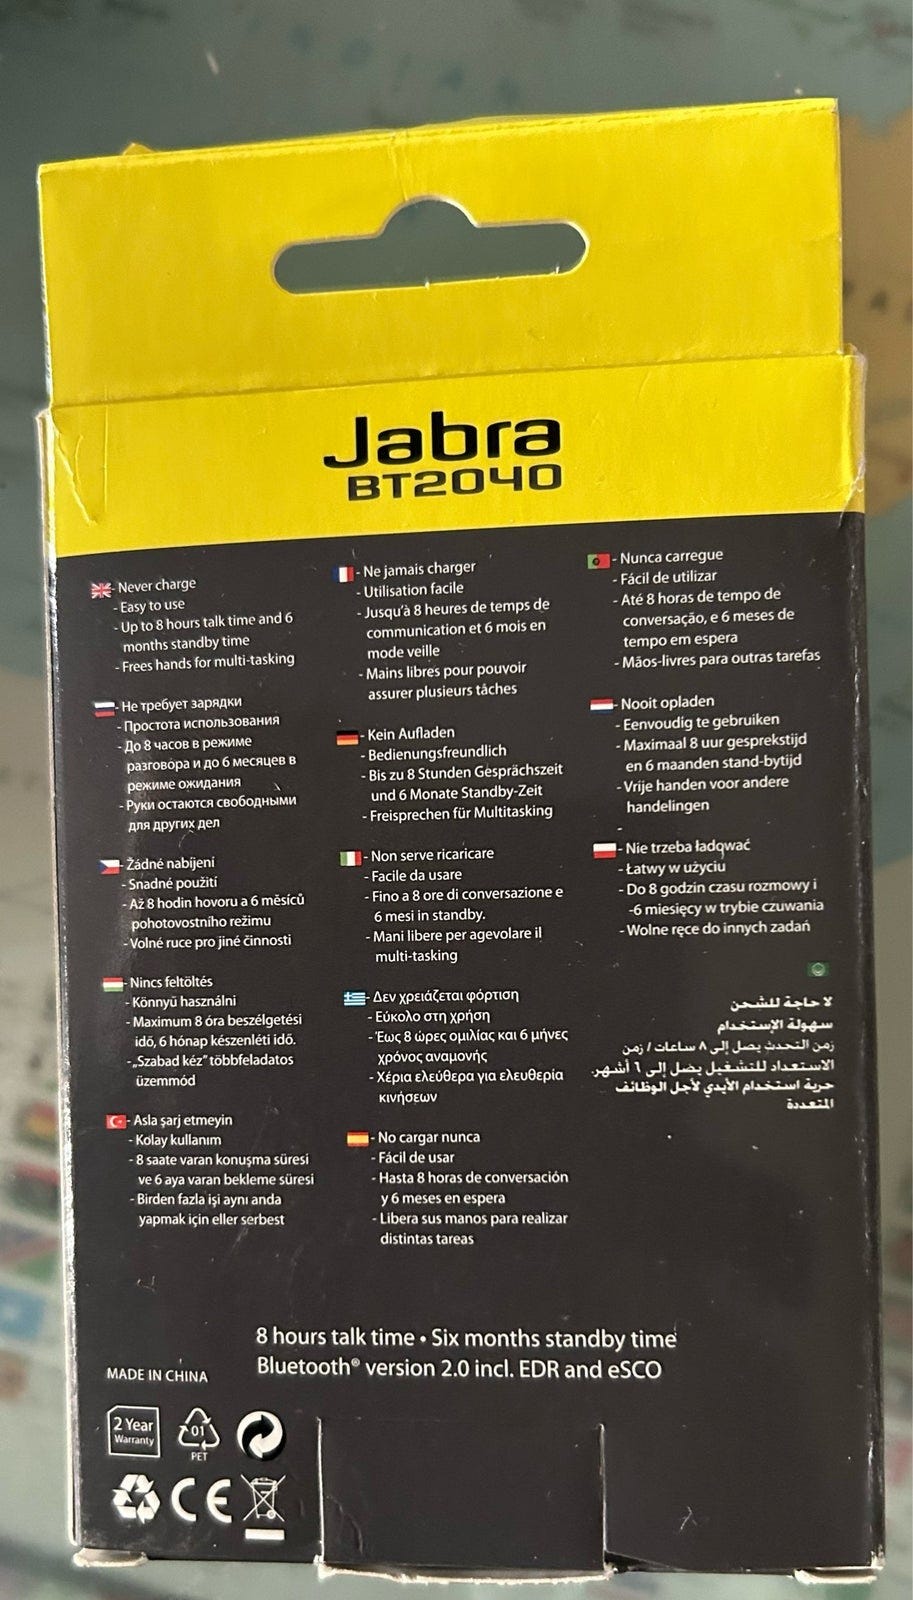 Jabra
BT2040
- Never charge
- Easy to use
- Up to 8 hours talk time and 6
months standby time
- Frees hands for multi-tasking
- Не требует зарядки
- Простота использования
- До 8 часов в режиме
разговора и до 6 месяцев в
режиме ожидания
- Руки остаются свободными
для других дел
- Žádné nabíjení
- Snadné použití
- Až 8 hodin hovoru a 6 měsíců
pohotovostního režimu
- Volné ruce pro jiné činnosti
- Nincs feltöltés
- Könnyű használni
- Maximum 8 óra beszélgetési
idő, 6 hónap készenléti idő.
- „Szabad kéz” többfeladatos
üzemmód
- Asla şarj etmeyin
- Kolay kullanım
- 8 saate varan konuşma süresi
ve 6 aya varan bekleme süresi
- Birden fazla işi aynı anda
yapmak için eller serbest
- Ne jamais charger
- Utilisation facile
- Jusqu'à 8 heures de temps de
communication et 6 mois en
mode veille
- Mains libres pour pouvoir
assurer plusieurs tâches
- Kein Aufladen
- Bedienungsfreundlich
- Bis zu 8 Stunden Gesprächszeit
und 6 Monate Standby-Zeit
- Freisprechen für Multitasking
- Non serve ricaricare
- Facile da usare
- Fino a 8 ore di conversazione e
6 mesi in standby.
- Mani libere per agevolare il
multi-tasking
- Δεν χρειάζεται φόρτιση
- Εύκολο στη χρήση
- Έως 8 ώρες ομιλίας και 6 μήνες
χρόνος αναμονής
- Χέρια ελεύθερα για ελευθερία
κινήσεων
- No cargar nunca
- Fácil de usar
- Hasta 8 horas de conversación
y 6 meses en espera
- Libera sus manos para realizar
distintas tareas
- Nunca carregue
- Fácil de utilizar
- Até 8 horas de tempo de
conversação, e 6 meses de
tempo em espera
- Mãos-livres para outras tarefas
- Nooit opladen
- Eenvoudig te gebruiken
- Maximaal 8 uur gesprekstijd
en 6 maanden stand-bytijd
- Vrije handen voor andere
handelingen
- Nie trzeba ładować
- Łatwy w użyciu
- Do 8 godzin czasu rozmowy i
-6 miesięcy w trybie czuwania
- Wolne ręce do innych zadań
لا حاجة للشحن
سهولة الإستخدام
زمن التحدث يصل إلى ٨ ساعات / زمن
الاستعداد للتشغيل يصل إلى ٦ أشهر.
حرية استخدام الأيدي لأجل الوظائف
المتعددة
8 hours talk time • Six months standby time
Bluetooth® version 2.0 incl. EDR and eSCO
MADE IN CHINA
2 Year
Warranty
01
PET
CE